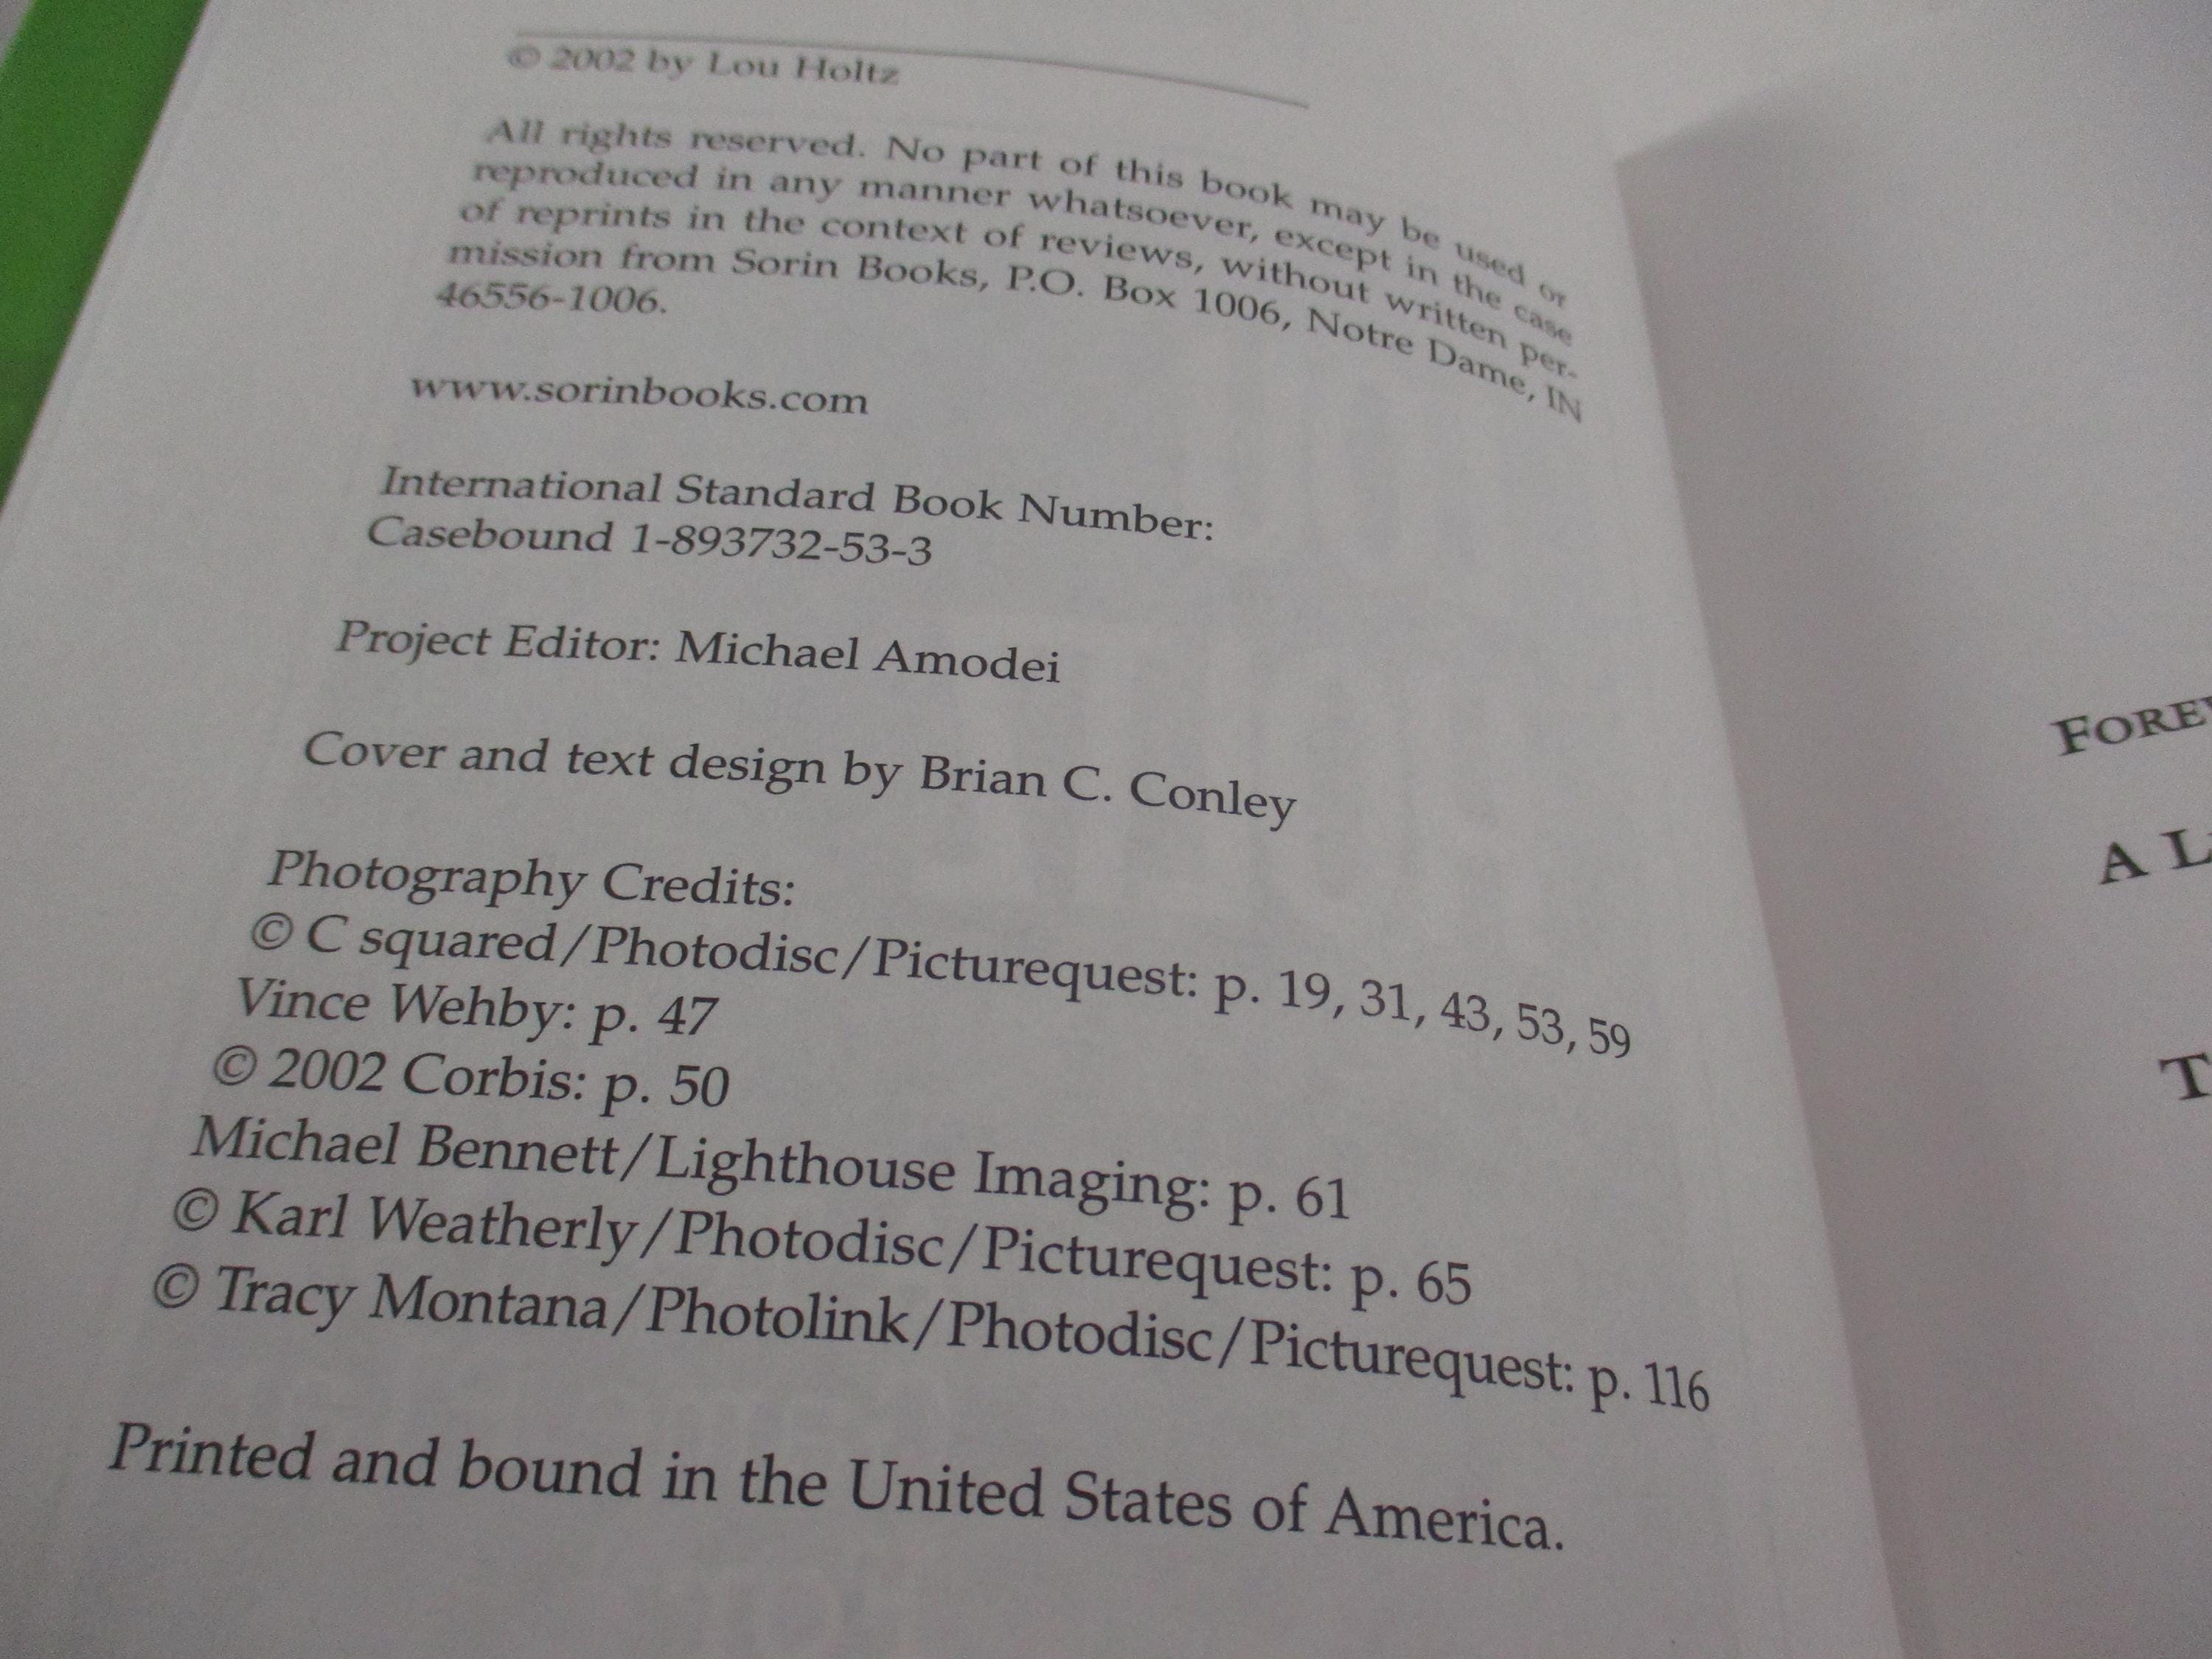 © 2002 by Lou Holtz
All rights reserved. No part of this book may be used or
reproduced in any manner whatsoever, except in the case
of reprints in the context of reviews, without written per-
mission from Sorin Books, P.O. Box 1006, Notre Dame, IN
46556-1006.
www.sorinbooks.com
International Standard Book Number:
Casebound 1-893732-53-3
Project Editor: Michael Amodei
Cover and text design by Brian C. Conley
Photography Credits:
© C squared/Photodisc/Picturequest: p. 19, 31, 43, 53, 59
Vince Wehby: p. 47
© 2002 Corbis: p. 50
Michael Bennett/Lighthouse Imaging: p. 61
© Karl Weatherly/Photodisc/Picturequest: p. 65
© Tracy Montana/Photolink/Photodisc/Picturequest: p. 116
Printed and bound in the United States of America.
A L
T